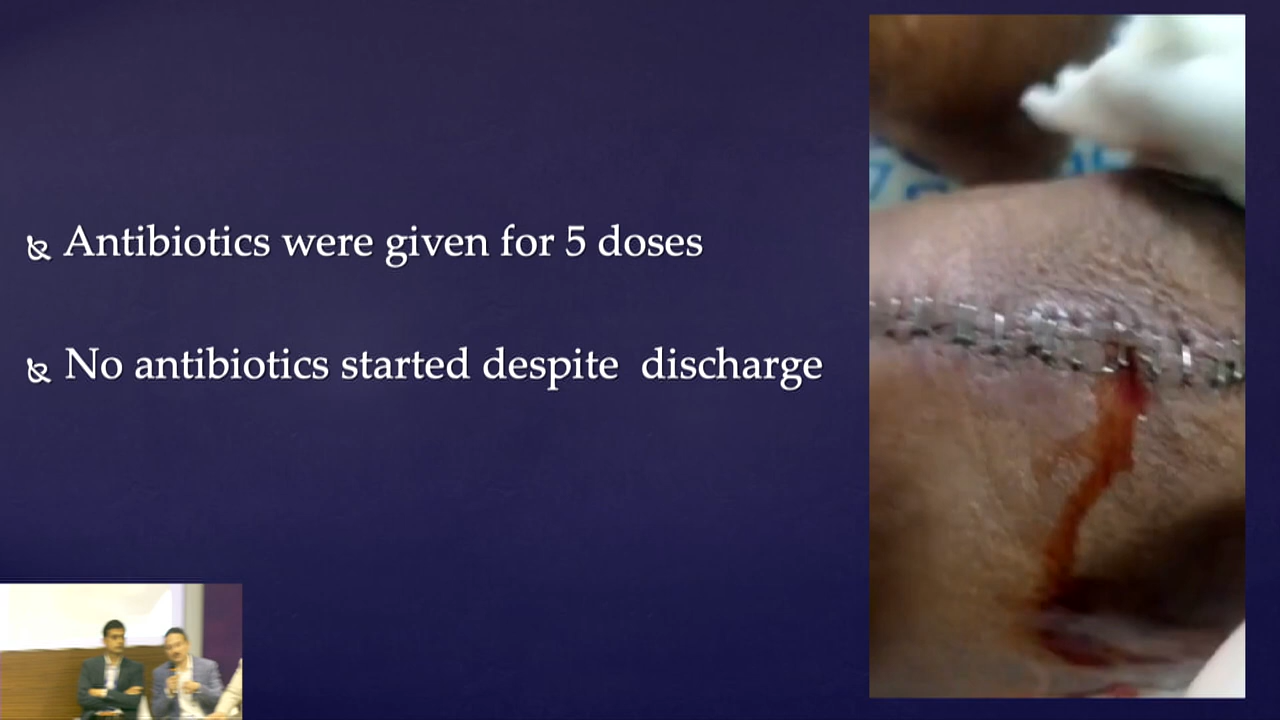 Antibiotics were given for 5 doses
No antibiotics started despite discharge